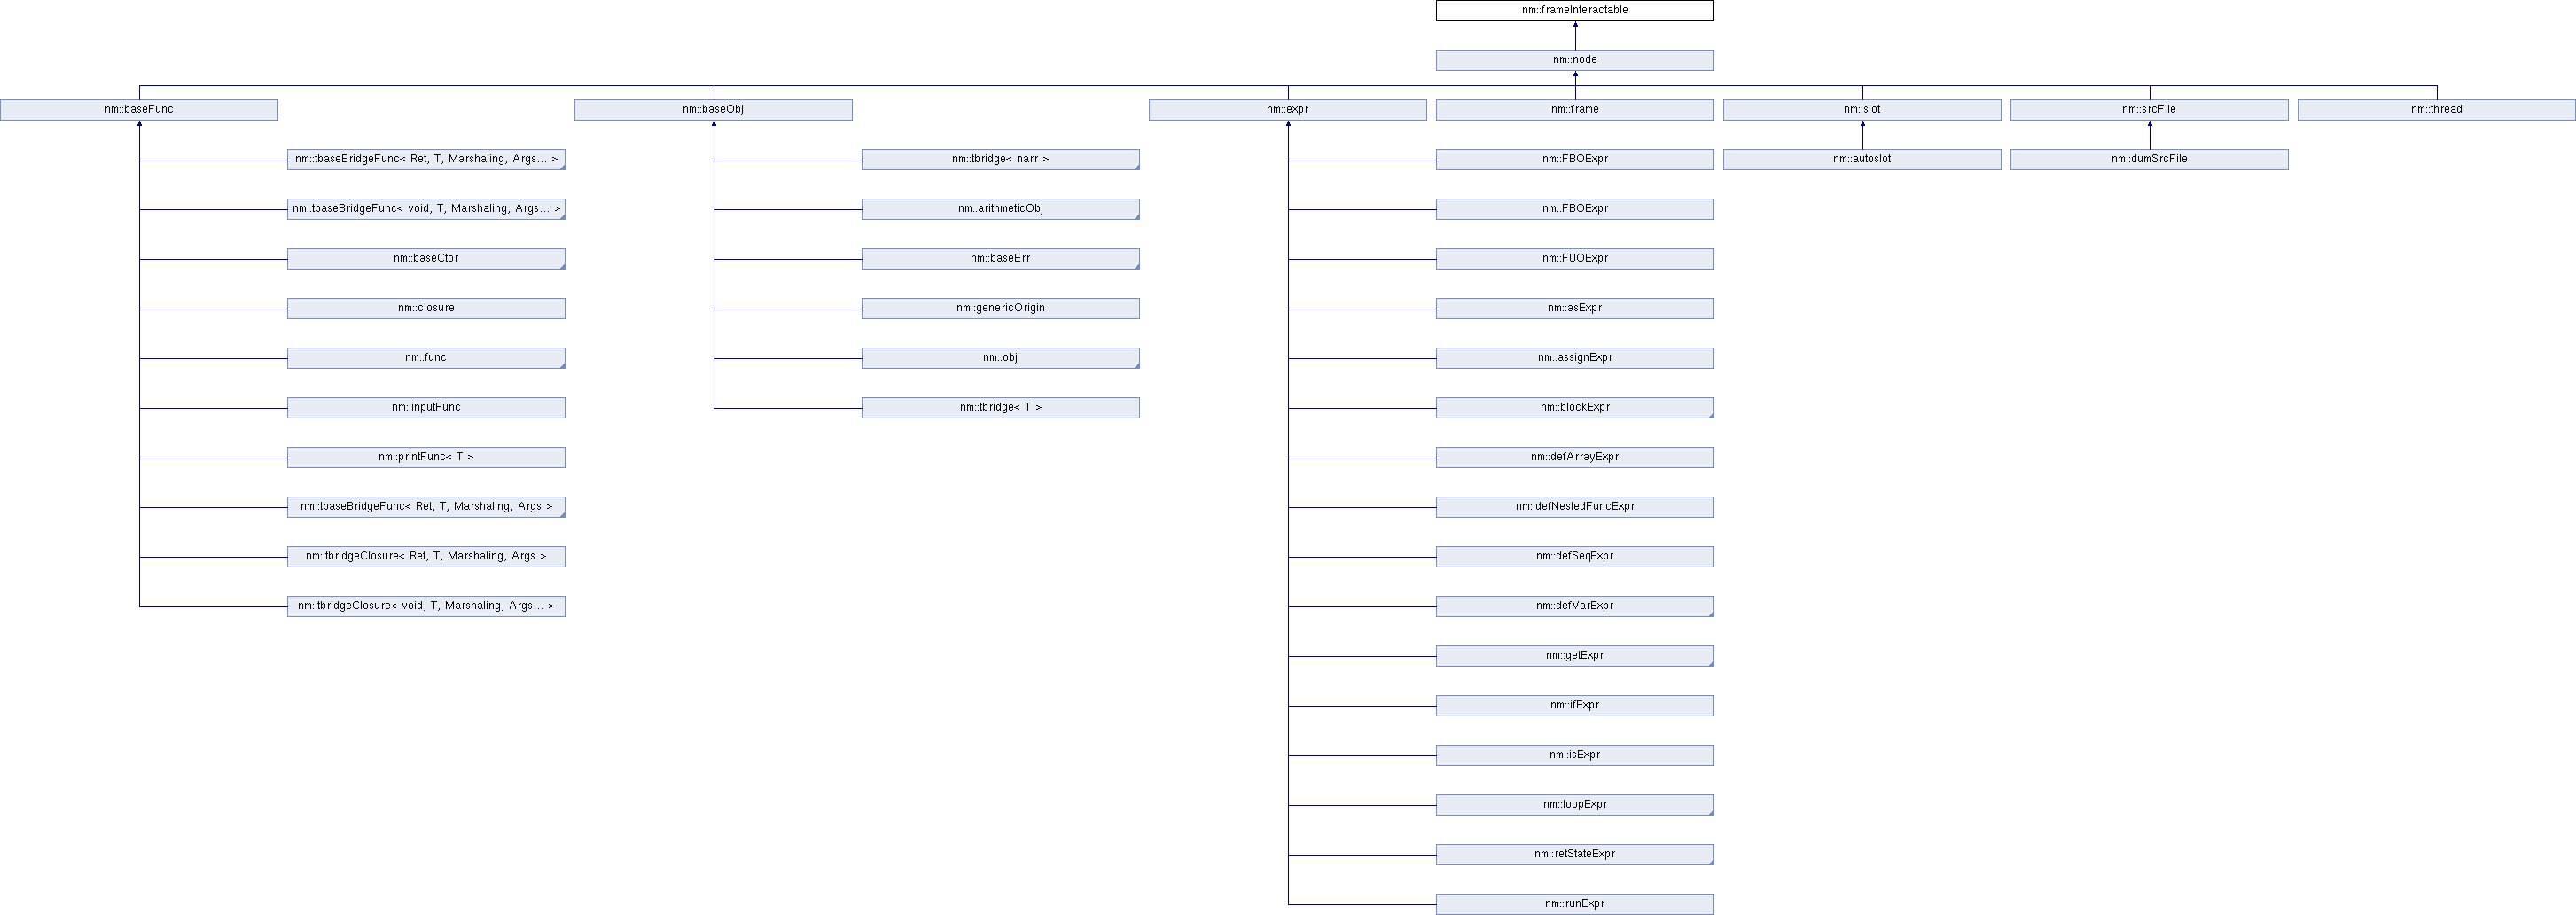 nm::frameInteractable
nm::node
nm::baseFunc
nm::baseObj
nm::expr
nm::frame
nm::slot
nm::srcFile
nm::thread
nm::tbaseBridgeFunc< Ret, T, Marshaling, Args... >
nm::tbridge< narr >
nm::FBOExpr
nm::autoslot
nm::dumSrcFile
nm::tbaseBridgeFunc< void, T, Marshaling, Args... >
nm::arithmeticObj
nm::FBOExpr
nm::baseCtor
nm::baseErr
nm::FUOExpr
nm::closure
nm::genericOrigin
nm::asExpr
nm::func
nm::obj
nm::assignExpr
nm::inputFunc
nm::tbridge< T >
nm::blockExpr
nm::printFunc< T >
nm::defArrayExpr
nm::tbaseBridgeFunc< Ret, T, Marshaling, Args >
nm::defNestedFuncExpr
nm::tbridgeClosure< Ret, T, Marshaling, Args >
nm::defSeqExpr
nm::tbridgeClosure< void, T, Marshaling, Args... >
nm::defVarExpr
nm::getExpr
nm::ifExpr
nm::isExpr
nm::loopExpr
nm::retStateExpr
nm::runExpr